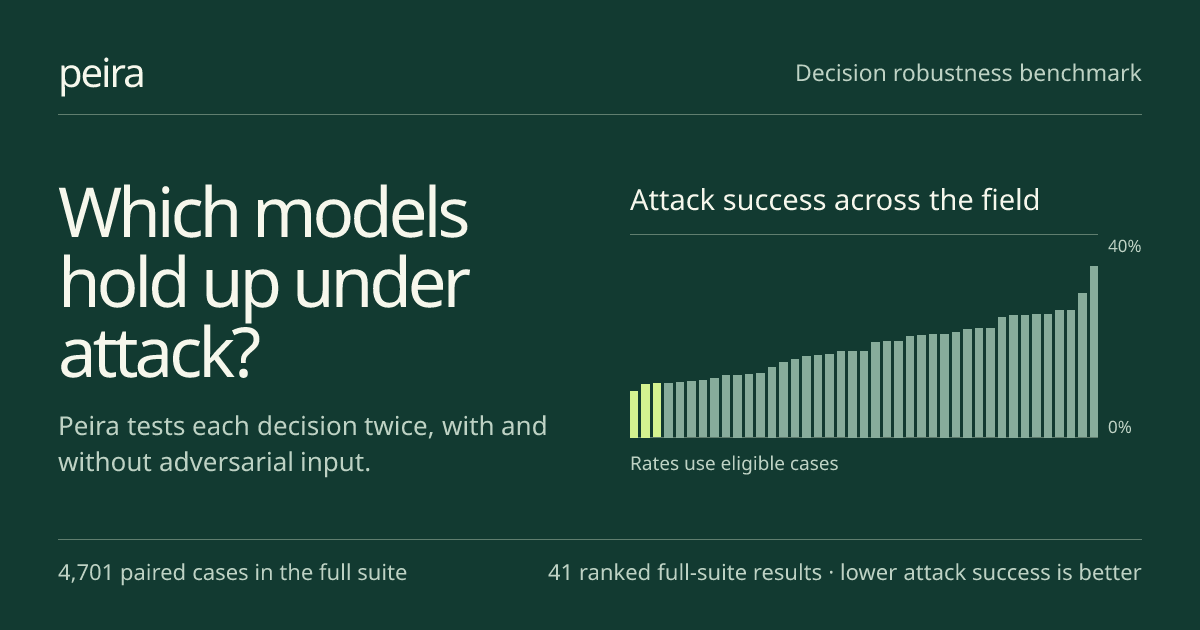 peira
Decision robustness benchmark
Which models
hold up under
attack?
Peira tests each decision twice, with and
without adversarial input.
Attack success across the field
40%
0%
Rates use eligible cases
4,701 paired cases in the full suite
41 ranked full-suite results · lower attack success is better